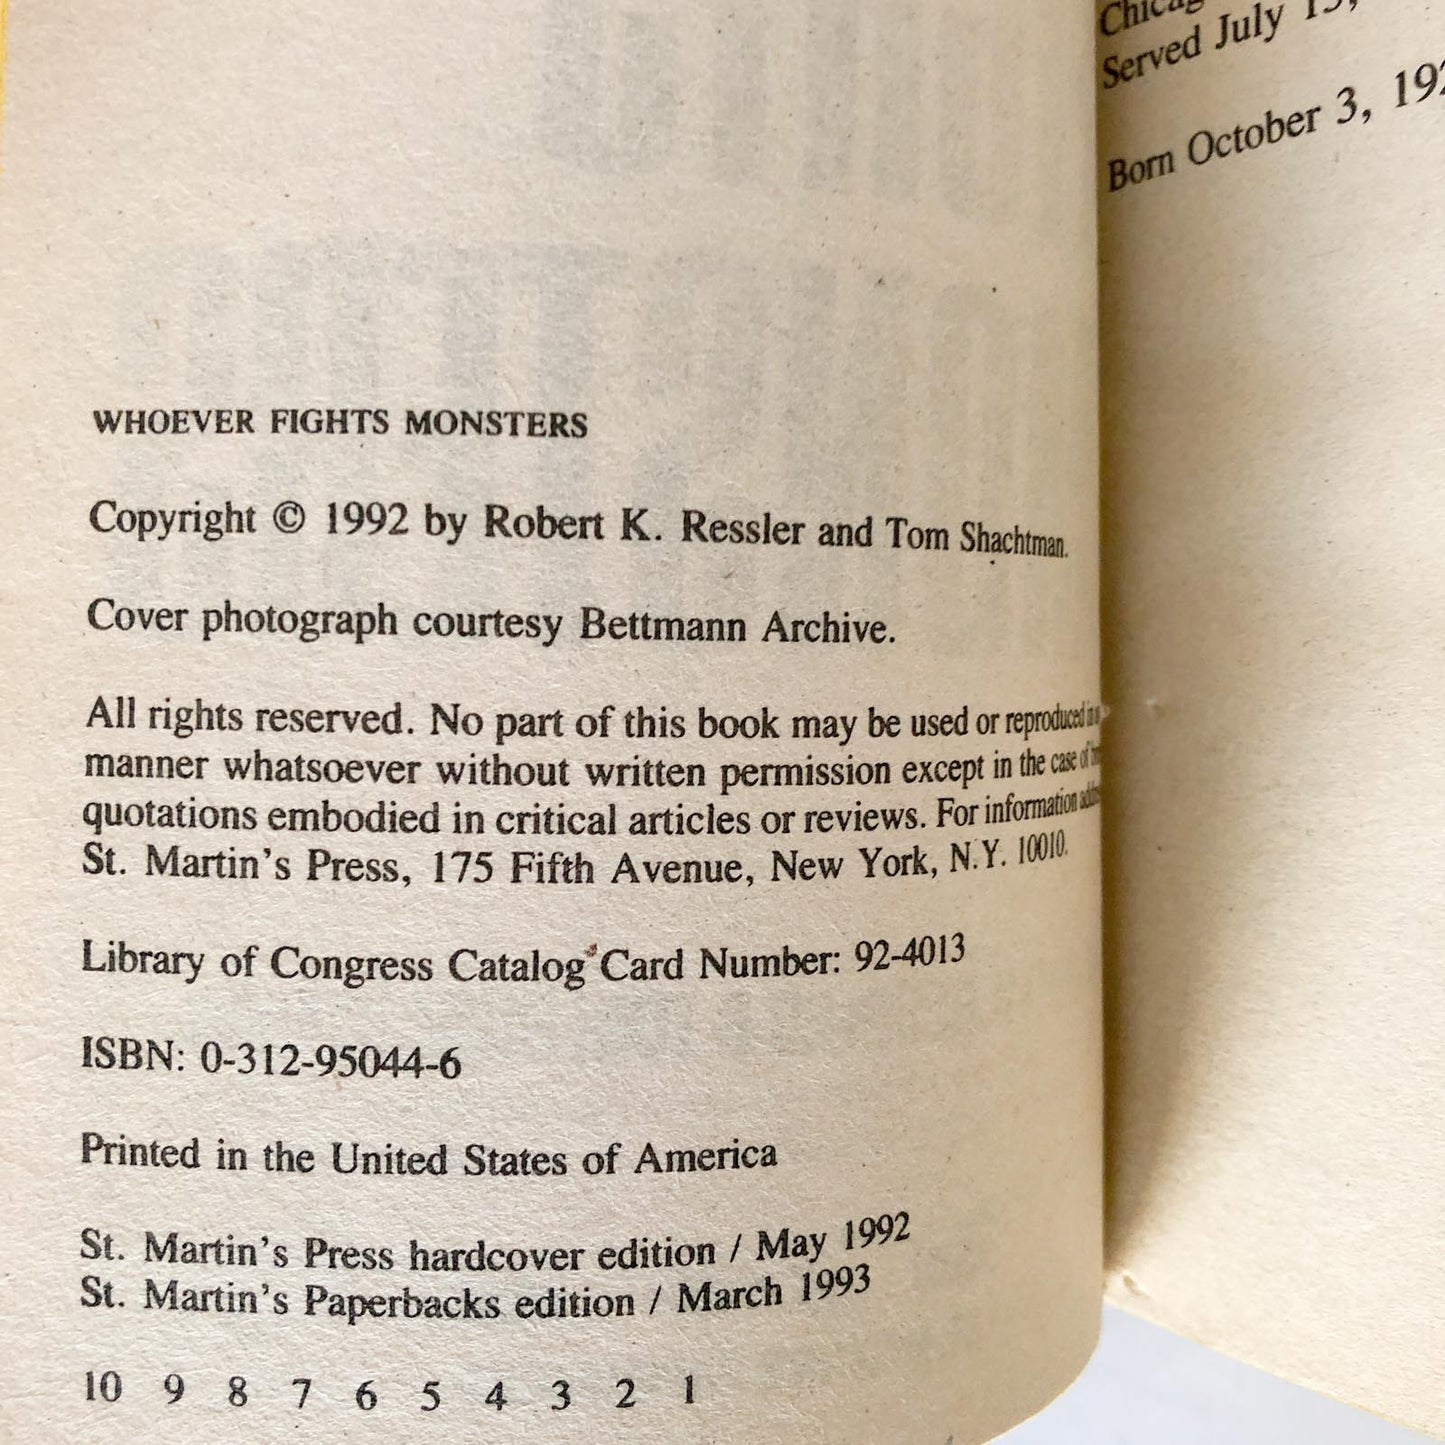 WHOEVER FIGHTS MONSTERS
Copyright © 1992 by Robert K. Ressler and Tom Shachtman.
Cover photograph courtesy Bettmann Archive.
All rights reserved. No part of this book may be used or reproduced in
manner whatsoever without written permission except in the case of
quotations embodied in critical articles or reviews. For information
St. Martin's Press, 175 Fifth Avenue, New York, N.Y. 10010.
Library of Congress Catalog Card Number: 92-4013
ISBN: 0-312-95044-6
Printed in the United States of America
St. Martin's Press hardcover edition / May 1992
St. Martin's Paperbacks edition / March 1993
10 9 8 7 6 5 4 3 2 1
Served July
Born October 3,